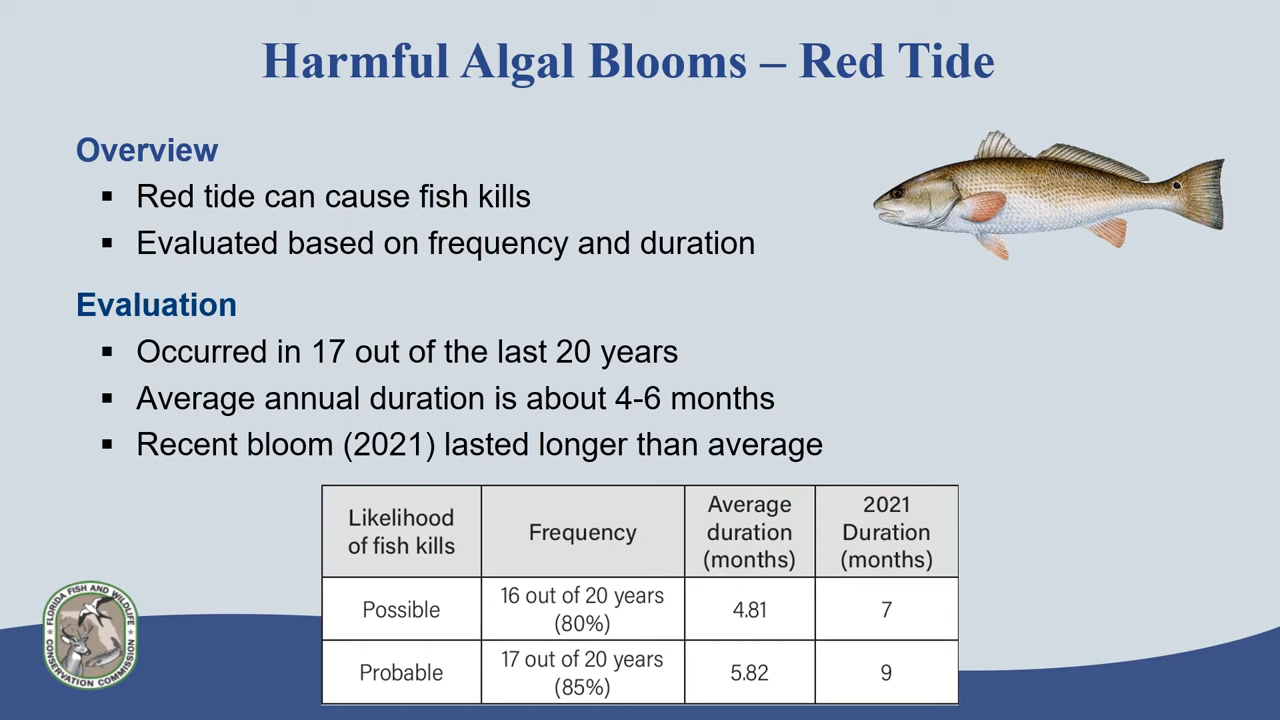 Harmful Algal Blooms – Red Tide
Overview
▪ Red tide can cause fish kills
▪ Evaluated based on frequency and duration
Evaluation
▪ Occurred in 17 out of the last 20 years
▪ Average annual duration is about 4-6 months
▪ Recent bloom (2021) lasted longer than average
Likelihood
of fish kills
Frequency
Average
duration
(months)
2021
Duration
(months)
Possible
16 out of 20 years
(80%)
4.81
7
Probable
17 out of 20 years
(85%)
5.82
9
FLORIDA FISH AND WILDLIFE
CONSERVATION COMMISSION